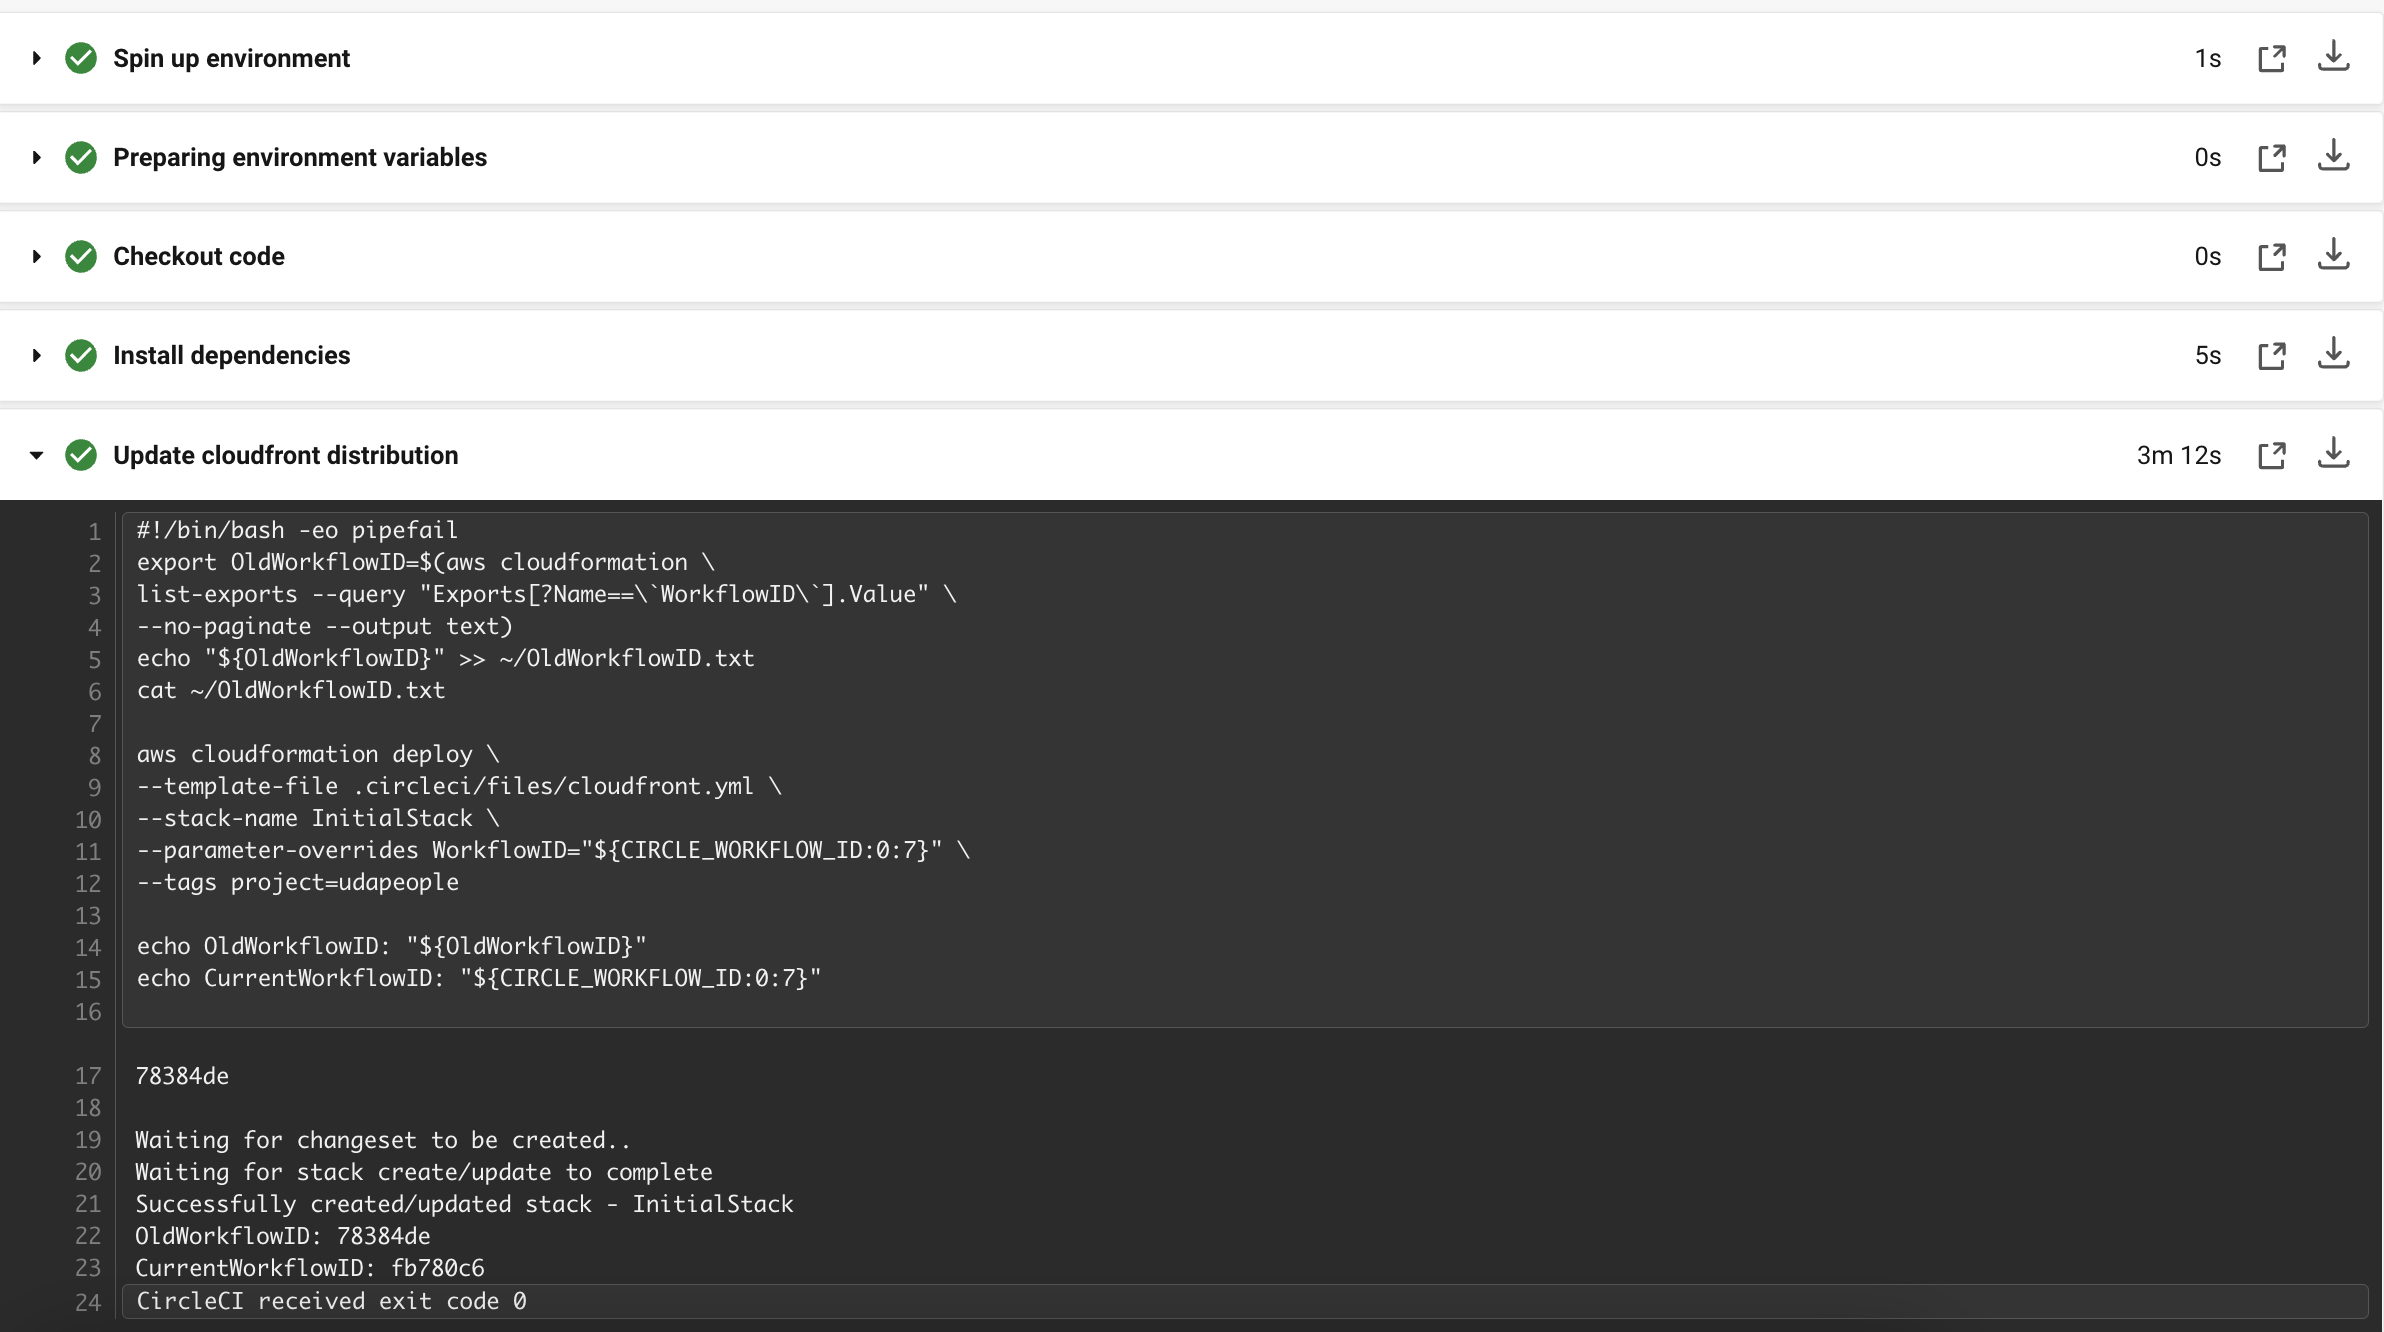 Spin up environment 1s
Preparing environment variables 0s
Checkout code 0s
Install dependencies 5s
Update cloudfront distribution 3m 12s
1 #!/bin/bash -eo pipefail
2 export OldWorkflowID=$(aws cloudformation \
3 list-exports --query "Exports[?Name==\`WorkflowID\`].Value" \
4 --no-paginate --output text)
5 echo "${OldWorkflowID}" >> ~/OldWorkflowID.txt
6 cat ~/OldWorkflowID.txt
7
8 aws cloudformation deploy \
9 --template-file .circleci/files/cloudfront.yml \
10 --stack-name InitialStack \
11 --parameter-overrides WorkflowID="${CIRCLE_WORKFLOW_ID:0:7}" \
12 --tags project=udapeople
13
14 echo OldWorkflowID: "${OldWorkflowID}"
15 echo CurrentWorkflowID: "${CIRCLE_WORKFLOW_ID:0:7}"
16
17 78384de
18
19 Waiting for changeset to be created..
20 Waiting for stack create/update to complete
21 Successfully created/updated stack - InitialStack
22 OldWorkflowID: 78384de
23 CurrentWorkflowID: fb780c6
24 CircleCI received exit code 0